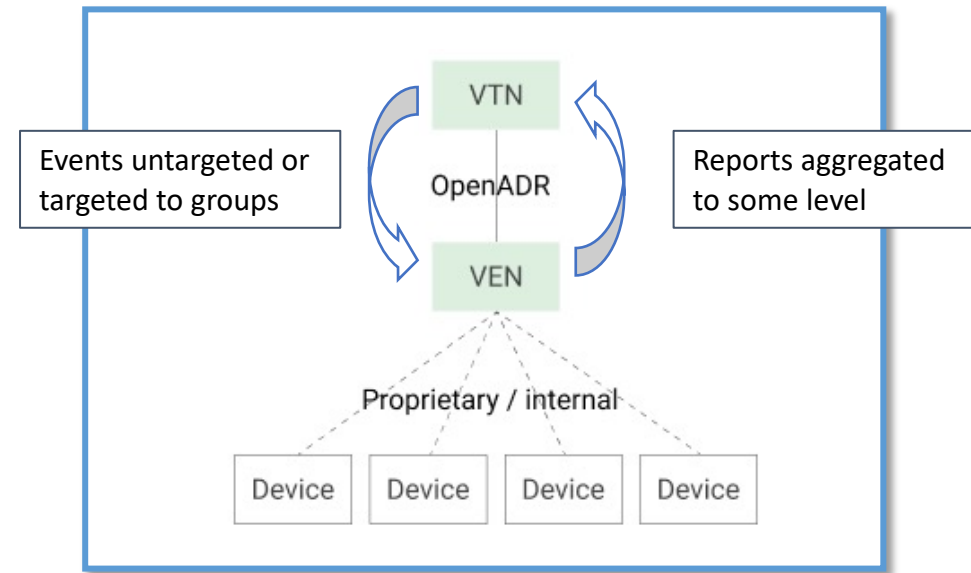 VTN
Events untargeted or
targeted to groups
Reports aggregated
to some level
OpenADR
VEN
Proprietary / internal
Device
Device
Device
Device